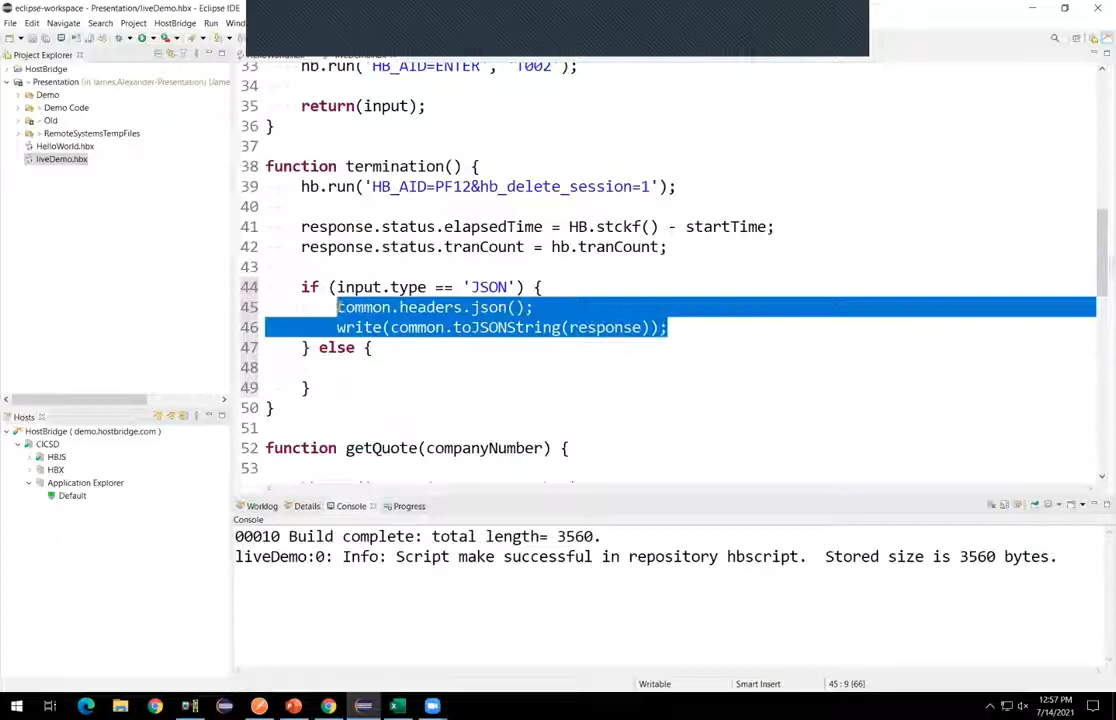 eclipse-workspace - Presentation/liveDemo.hbx - Eclipse IDE
File Edit Navigate Search Project HostBridge Run Wind
Project Explorer
HostBridge
Presentation (in James.Alexander-Presentation) [Jame
Demo
Demo Code
Old
RemoteSystemsTempFiles
HelloWorld.hbx
liveDemo.hbx
33 hb.run('HB_AID=ENTER', 'T002');
34
35 return(input);
36 }
37
38 function termination() {
39 hb.run('HB_AID=PF12&hb_delete_session=1');
40
41 response.status.elapsedTime = HB.stckf() - startTime;
42 response.status.tranCount = hb.tranCount;
43
44 if (input.type == 'JSON') {
45 common.headers.json();
46 write(common.toJSONString(response));
47 } else {
48
49 }
50 }
51
52 function getQuote(companyNumber) {
53
Hosts
HostBridge ( demo.hostbridge.com )
CICSD
HBJS
HBX
Application Explorer
Default
Worklog Details Console Progress
Console
00010 Build complete: total length= 3560.
liveDemo:0: Info: Script make successful in repository hbscript.  Stored size is 3560 bytes.
Writable Smart Insert 45 : 9 [66]
12:57 PM
7/14/2021